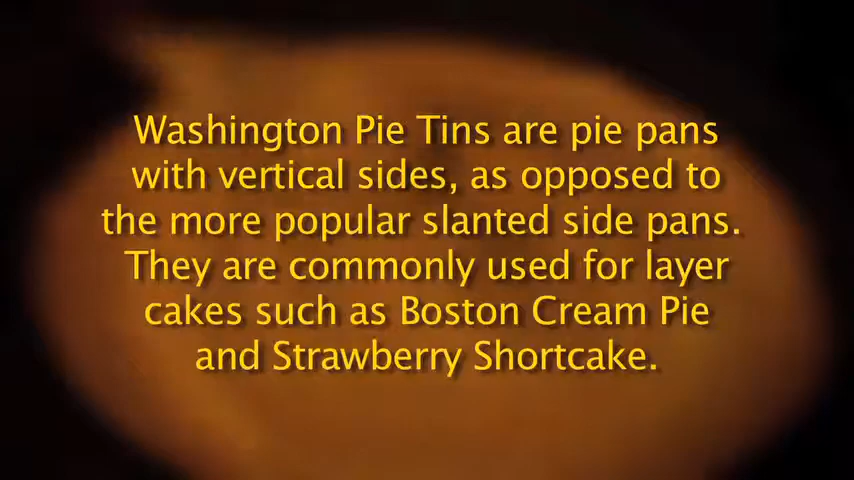 Washington Pie Tins are pie pans
with vertical sides, as opposed to
the more popular slanted side pans.
They are commonly used for layer
cakes such as Boston Cream Pie
and Strawberry Shortcake.